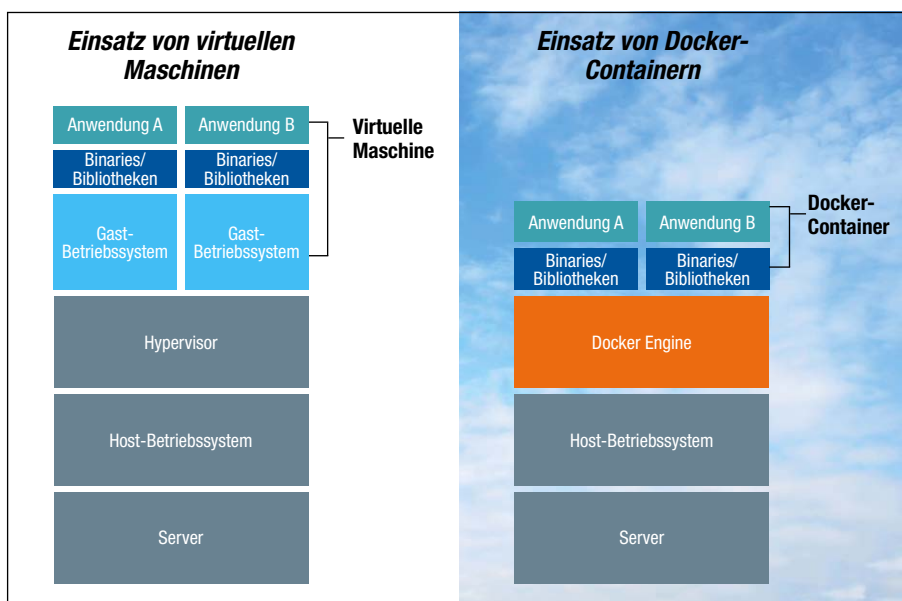 Einsatz von virtuellen
Maschinen
Anwendung A
Anwendung B
Virtuelle
Maschine
Binaries/
Bibliotheken
Binaries/
Bibliotheken
Gast-
Betriebssystem
Gast-
Betriebssystem
Hypervisor
Host-Betriebssystem
Server
Einsatz von Docker-
Containern
Docker-
Container
Anwendung A
Anwendung B
Binaries/
Bibliotheken
Binaries/
Bibliotheken
Docker Engine
Host-Betriebssystem
Server